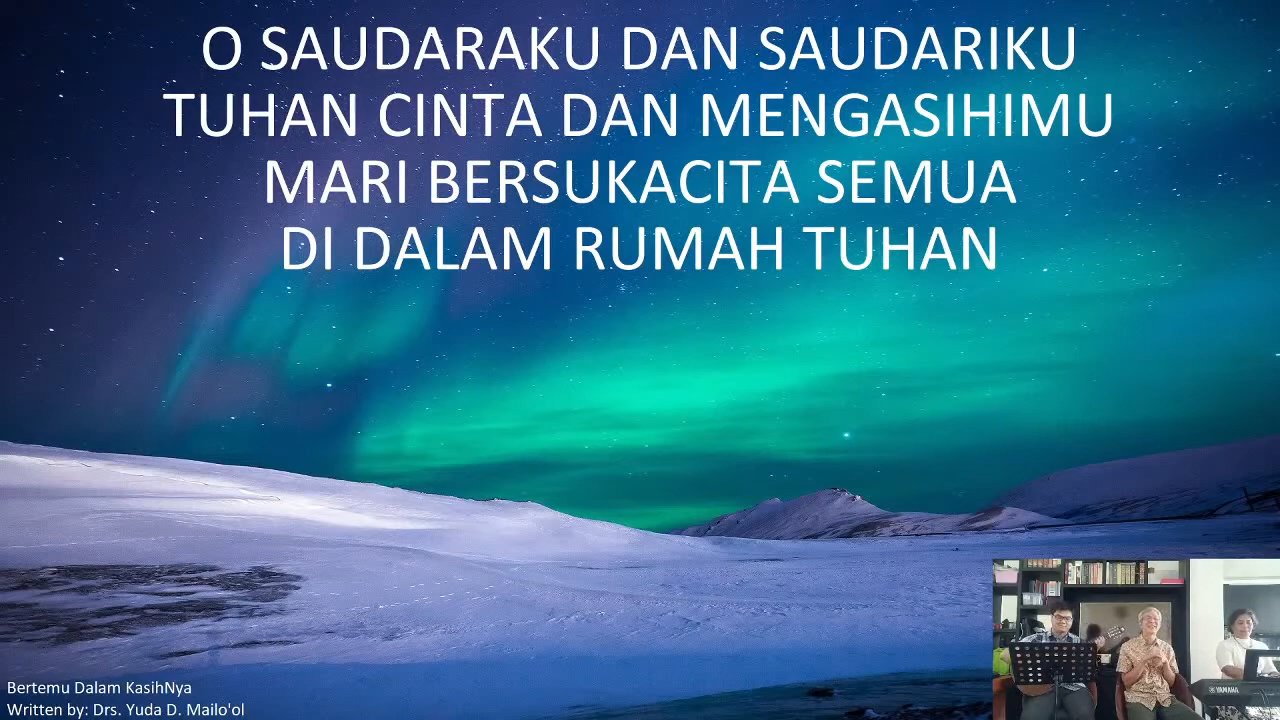 O SAUDARAKU DAN SAUDARIKU
TUHAN CINTA DAN MENGASIHIMU
MARI BERSUKACITA SEMUA
DI DALAM RUMAH TUHAN
Bertemu Dalam KasihNya
Written by: Drs. Yuda D. Mailo'ol
YAMAHA